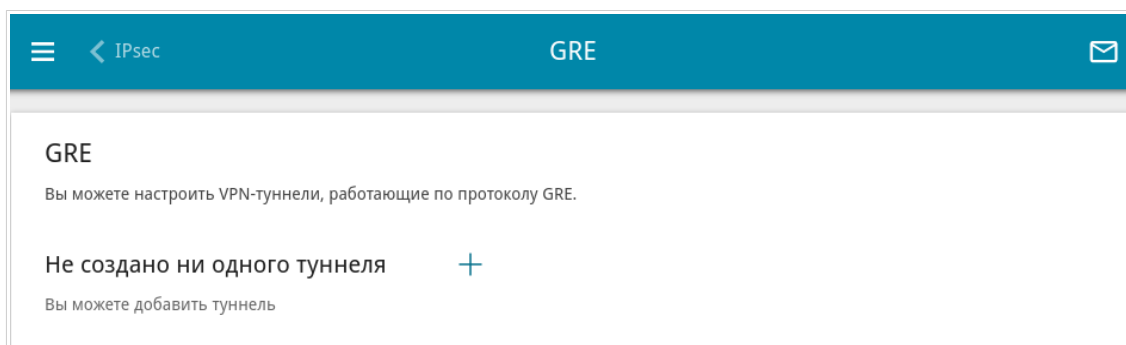 IPsec
GRE
GRE
Вы можете настроить VPN-туннели, работающие по протоколу GRE.
Не создано ни одного туннеля
Вы можете добавить туннель